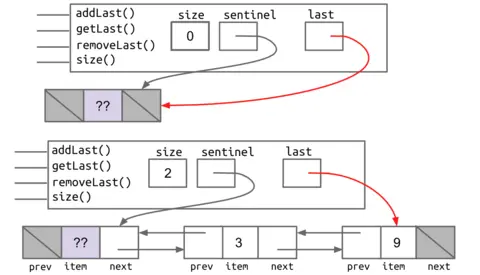 addLast() size sentinel last
getLast() 0
removeLast()
size()
??
addLast() size sentinel last
getLast() 2
removeLast()
size()
?? 3 9
prev item next prev item next prev item next